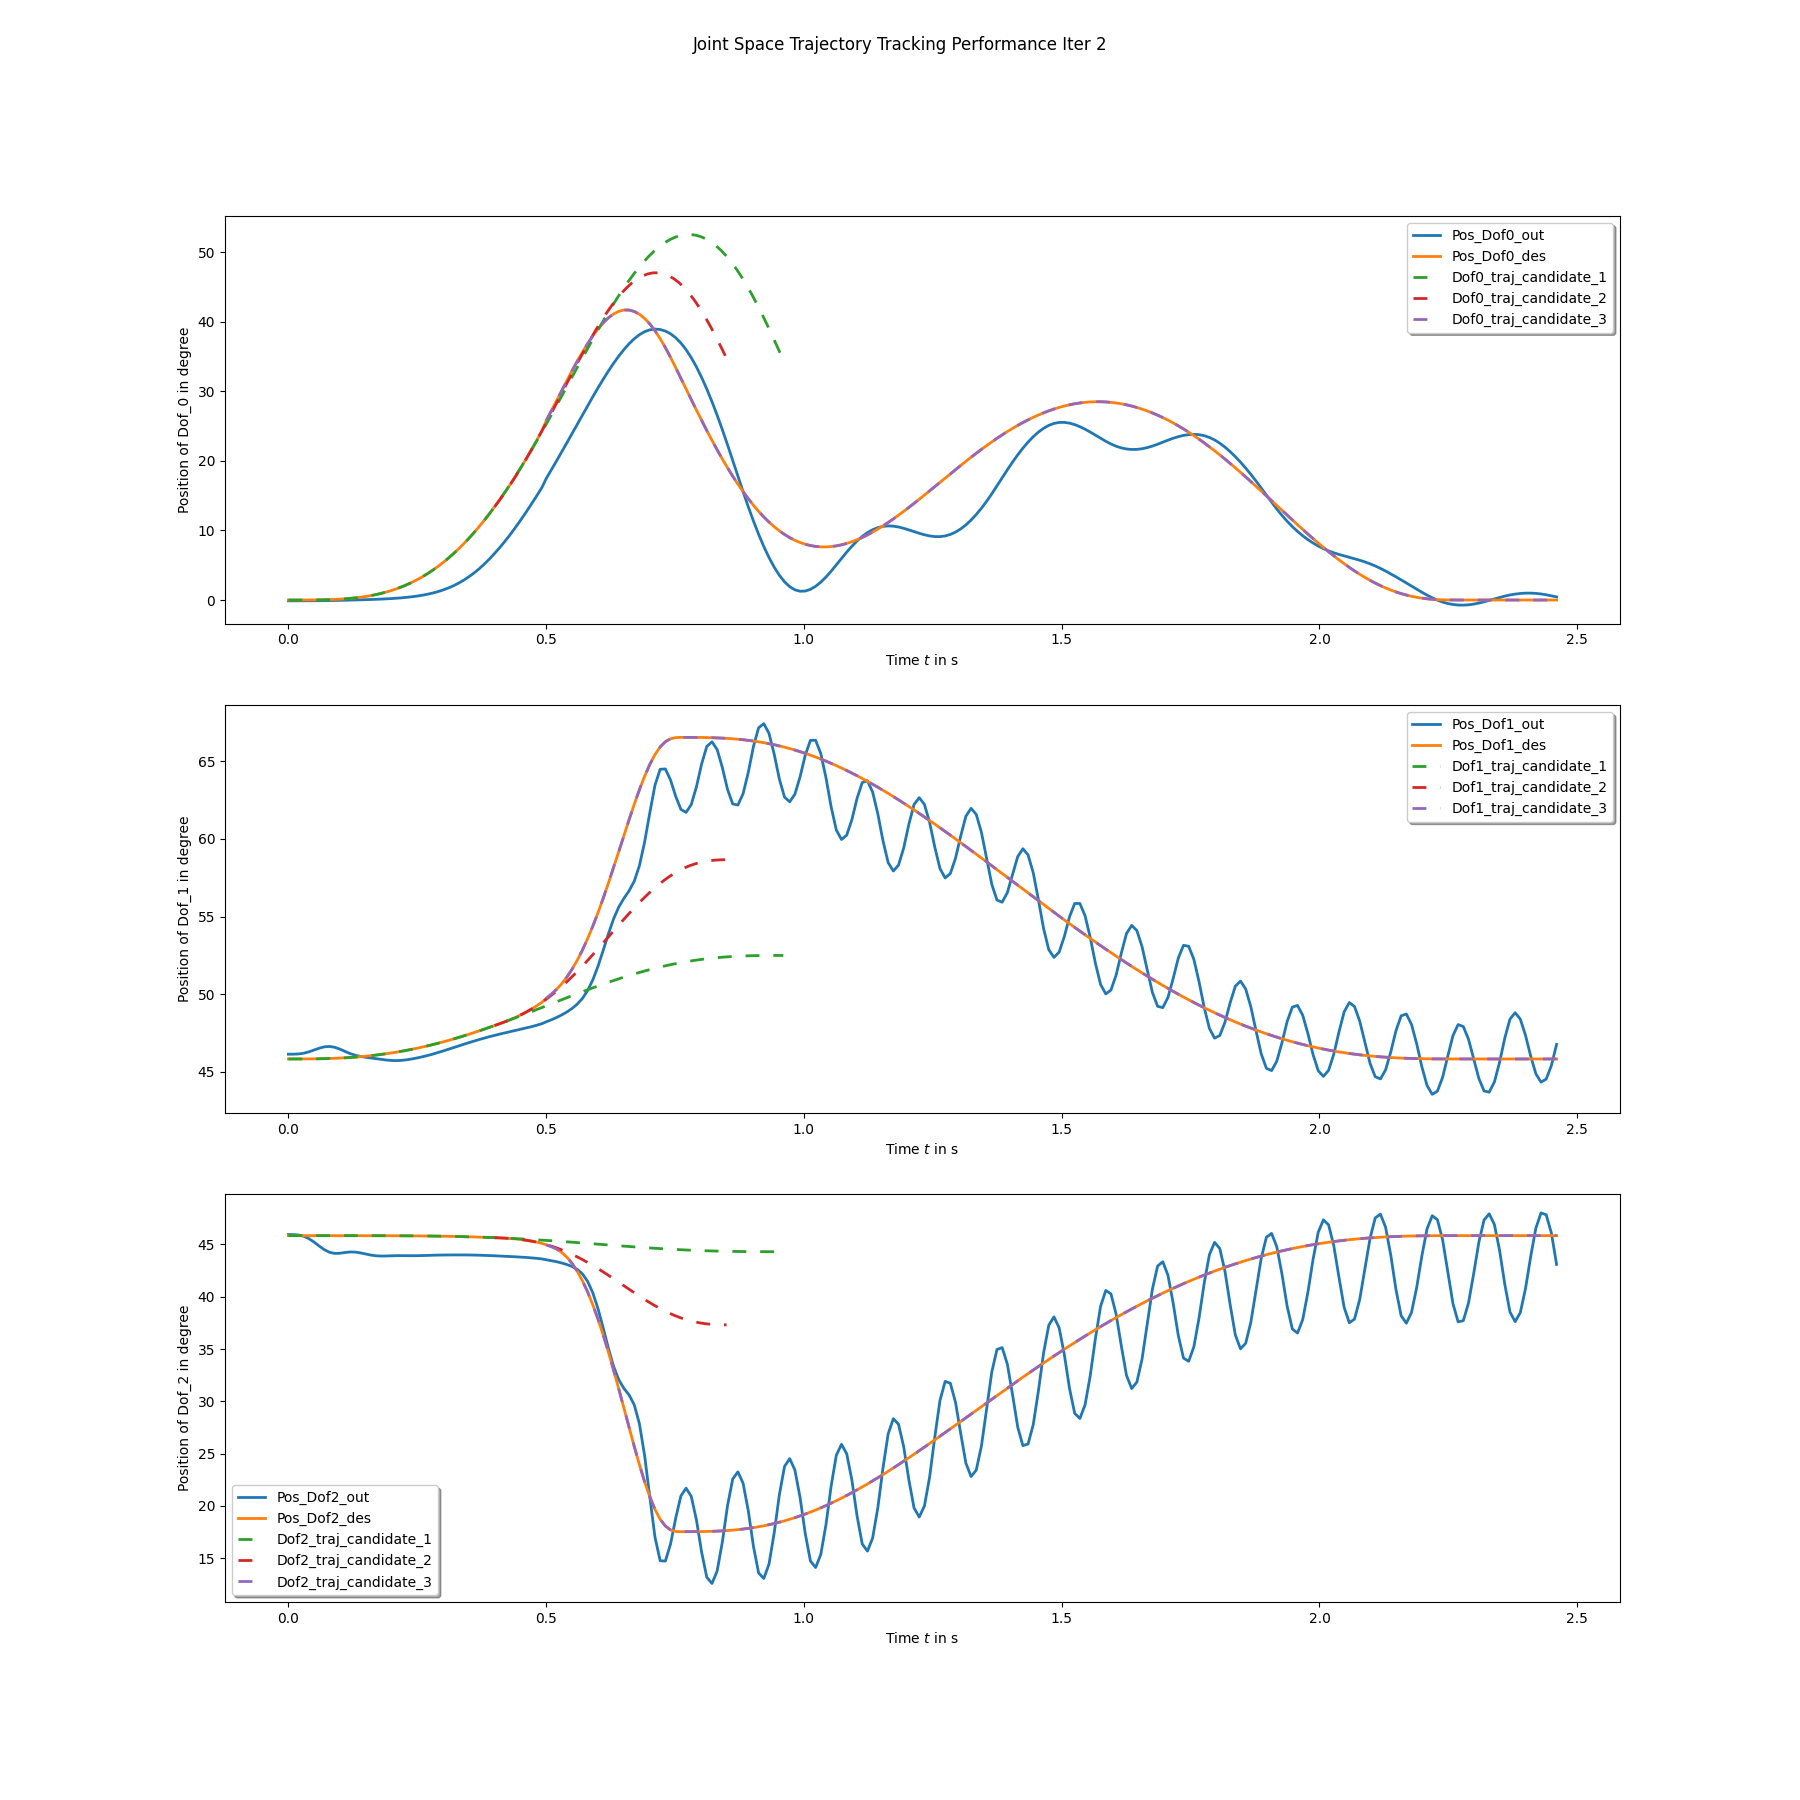 Joint Space Trajectory Tracking Performance Iter 2
Position of Dof_0 in degree
50
40
30
20
10
0
Pos_Dof0_out
Pos_Dof0_des
Dof0_traj_candidate_1
Dof0_traj_candidate_2
Dof0_traj_candidate_3
0.0 0.5 1.0 1.5 2.0 2.5
Time t in s
Position of Dof_1 in degree
65
60
55
50
45
Pos_Dof1_out
Pos_Dof1_des
Dof1_traj_candidate_1
Dof1_traj_candidate_2
Dof1_traj_candidate_3
0.0 0.5 1.0 1.5 2.0 2.5
Time t in s
Position of Dof_2 in degree
45
40
35
30
25
20
15
Pos_Dof2_out
Pos_Dof2_des
Dof2_traj_candidate_1
Dof2_traj_candidate_2
Dof2_traj_candidate_3
0.0 0.5 1.0 1.5 2.0 2.5
Time t in s